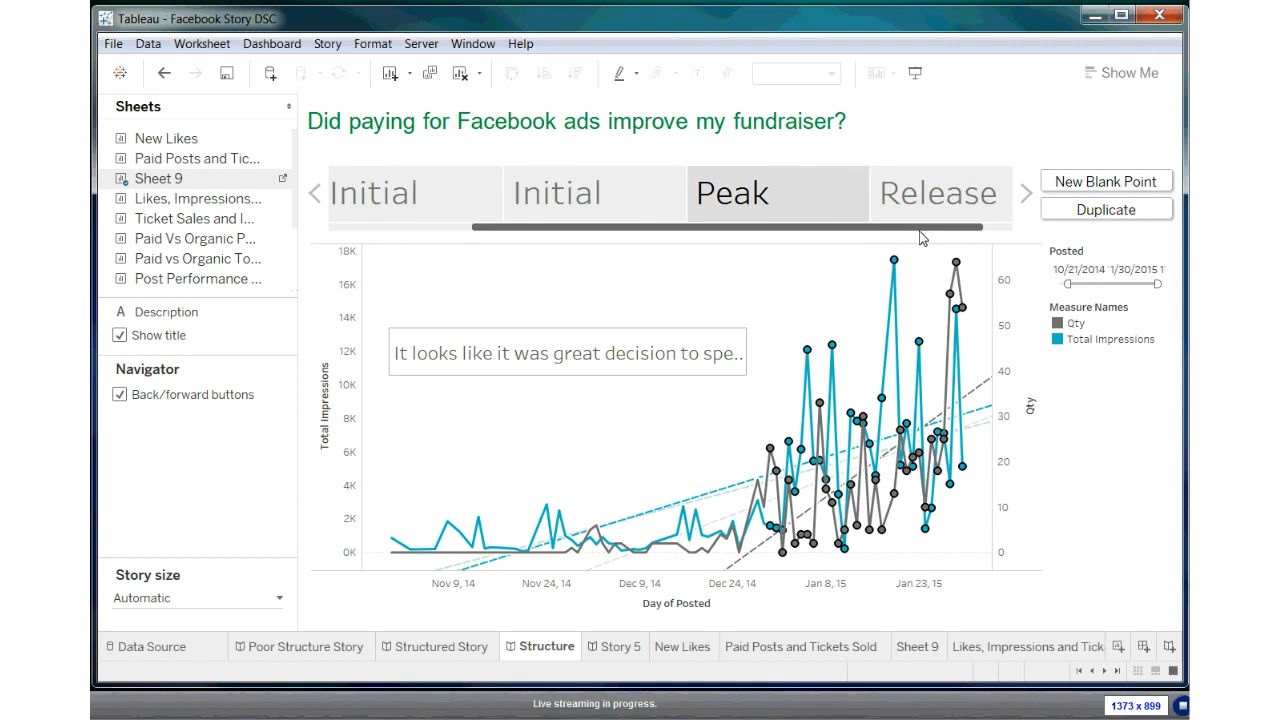 Tableau - Facebook Story DSC
File Data Worksheet Dashboard Story Format Server Window Help
Show Me
Sheets
New Likes
Paid Posts and Tic...
Sheet 9
Likes, Impressions...
Ticket Sales and I...
Paid Vs Organic P...
Paid vs Organic To...
Post Performance ...
A Description
Show title
Navigator
Back/forward buttons
Story size
Automatic
Did paying for Facebook ads improve my fundraiser?
Initial Initial Peak Release
New Blank Point
Duplicate
It looks like it was great decision to spe..
Total Impressions
18K
16K
14K
12K
10K
8K
6K
4K
2K
0K
60
50
40
30
20
10
0
Qty
Nov 9, 14 Nov 24, 14 Dec 9, 14 Dec 24, 14 Jan 8, 15 Jan 23, 15
Day of Posted
Posted
10/21/2014 '1/30/2015 1'
Measure Names
Qty
Total Impressions
Data Source Poor Structure Story Structured Story Structure Story 5 New Likes Paid Posts and Tickets Sold Sheet 9 Likes, Impressions and Tick
Live streaming in progress.
1373 x 899